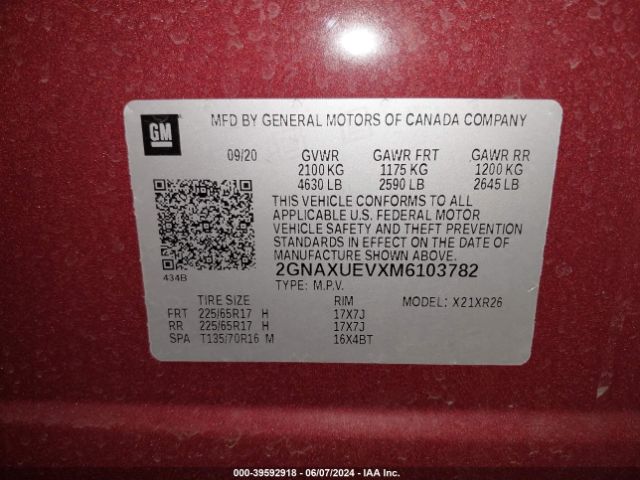 GM
MFD BY GENERAL MOTORS OF CANADA COMPANY
09/20 GVWR GAWR FRT GAWR RR
2100 KG 1175 KG 1200 KG
4630 LB 2590 LB 2645 LB
THIS VEHICLE CONFORMS TO ALL
APPLICABLE U.S. FEDERAL MOTOR
VEHICLE SAFETY AND THEFT PREVENTION
STANDARDS IN EFFECT ON THE DATE OF
MANUFACTURE SHOWN ABOVE.
434B 2GNAXUEVXM6103782
TYPE: M.P.V.
TIRE SIZE RIM MODEL: X21XR26
FRT 225/65R17 H 17X7J
RR 225/65R17 H 17X7J
SPA T135/70R16 M 16X4BT
000-39592918 - 06/07/2024 - IAA Inc.